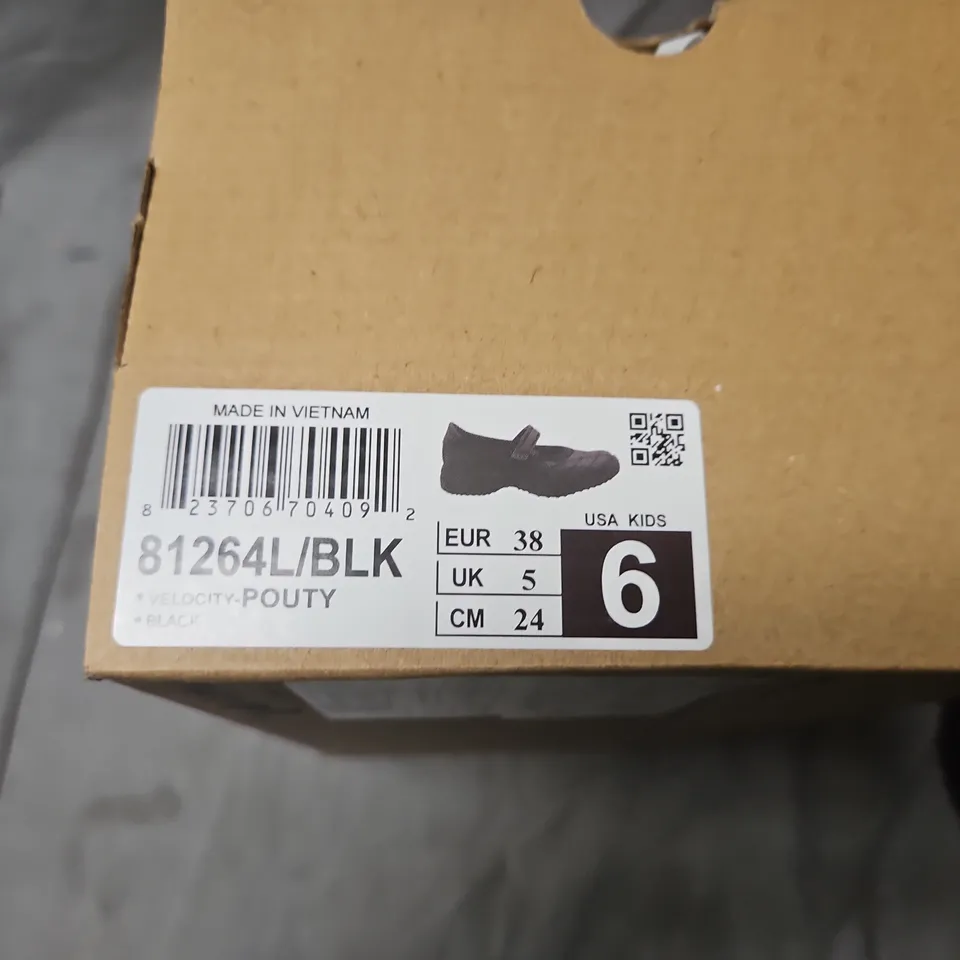 MADE IN VIETNAM
8 23706 70409 2
81264L/BLK
* VELOCITY-POUTY
* BLACK
EUR 38
UK 5
CM 24
USA KIDS
6